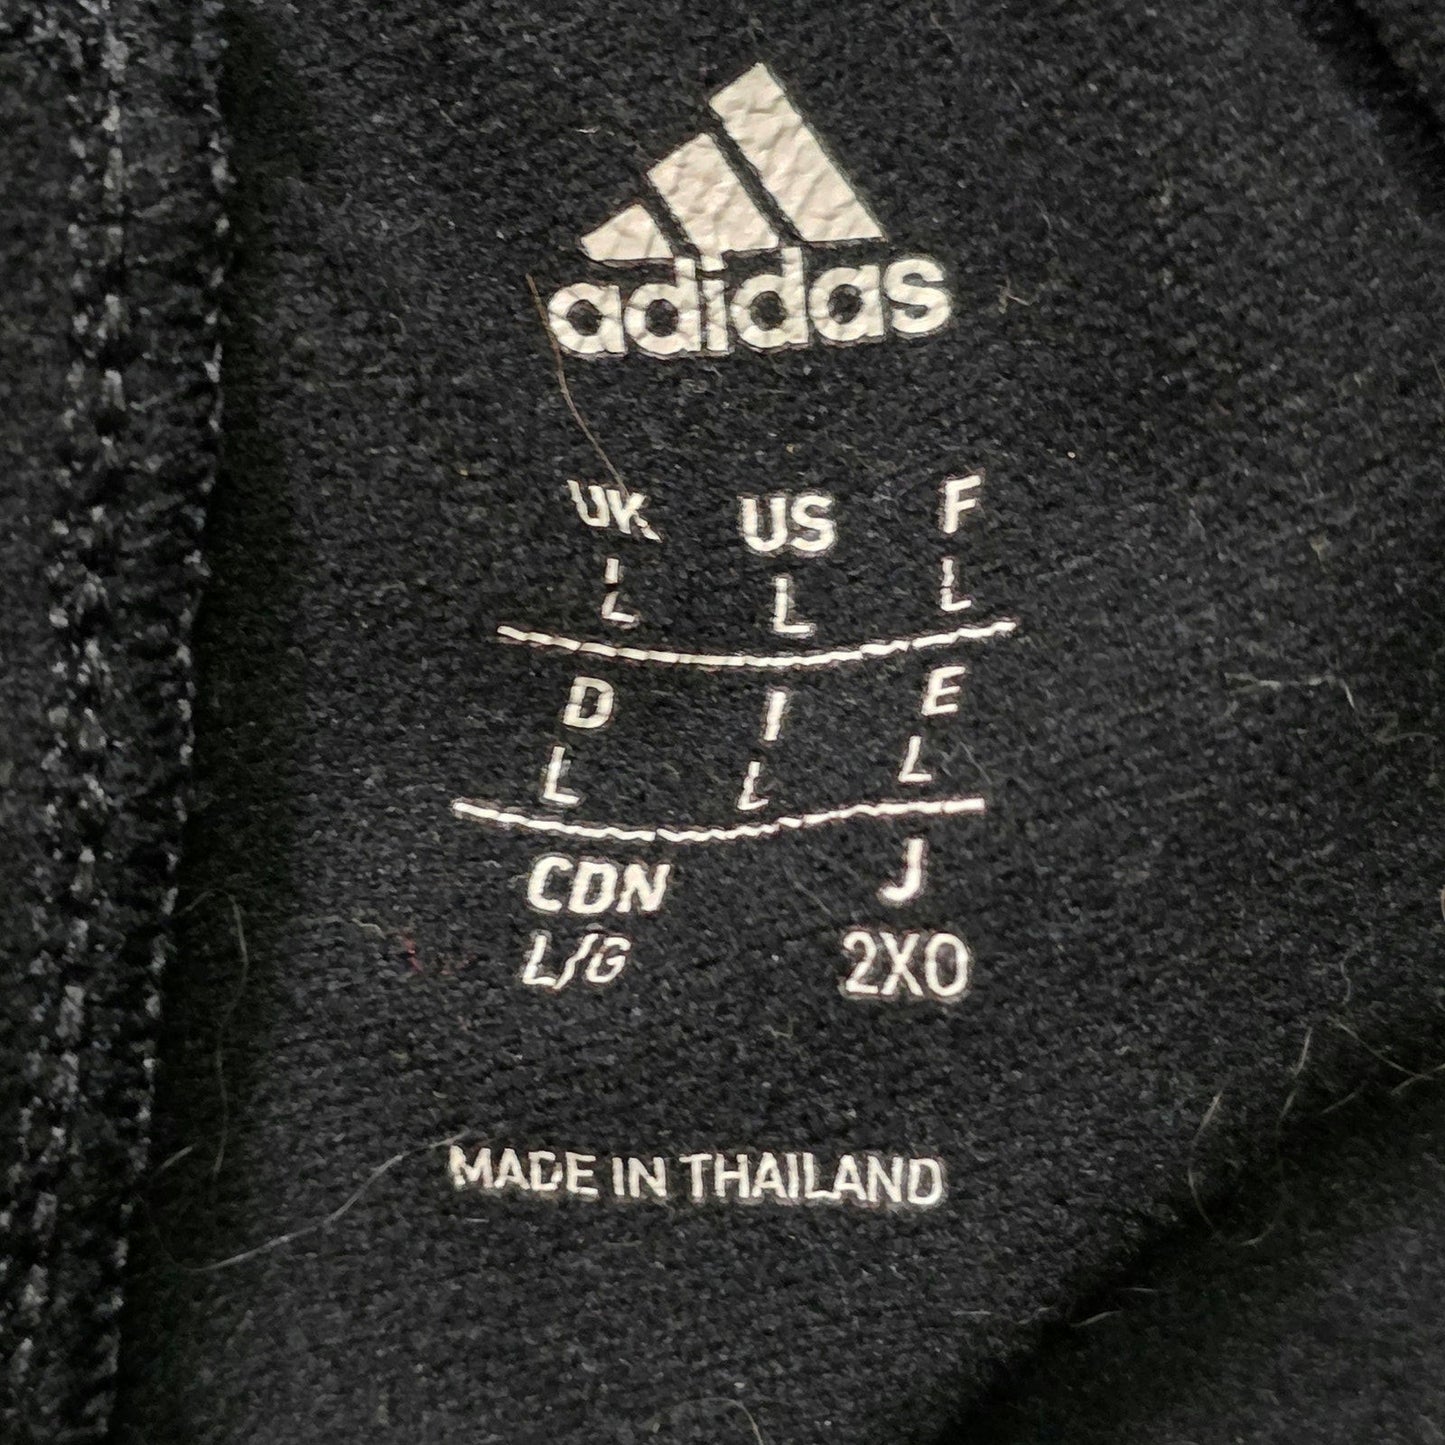 adidas
UK US F
L L L
D I E
L L L
CDN J
L/G 2XO
MADE IN THAILAND